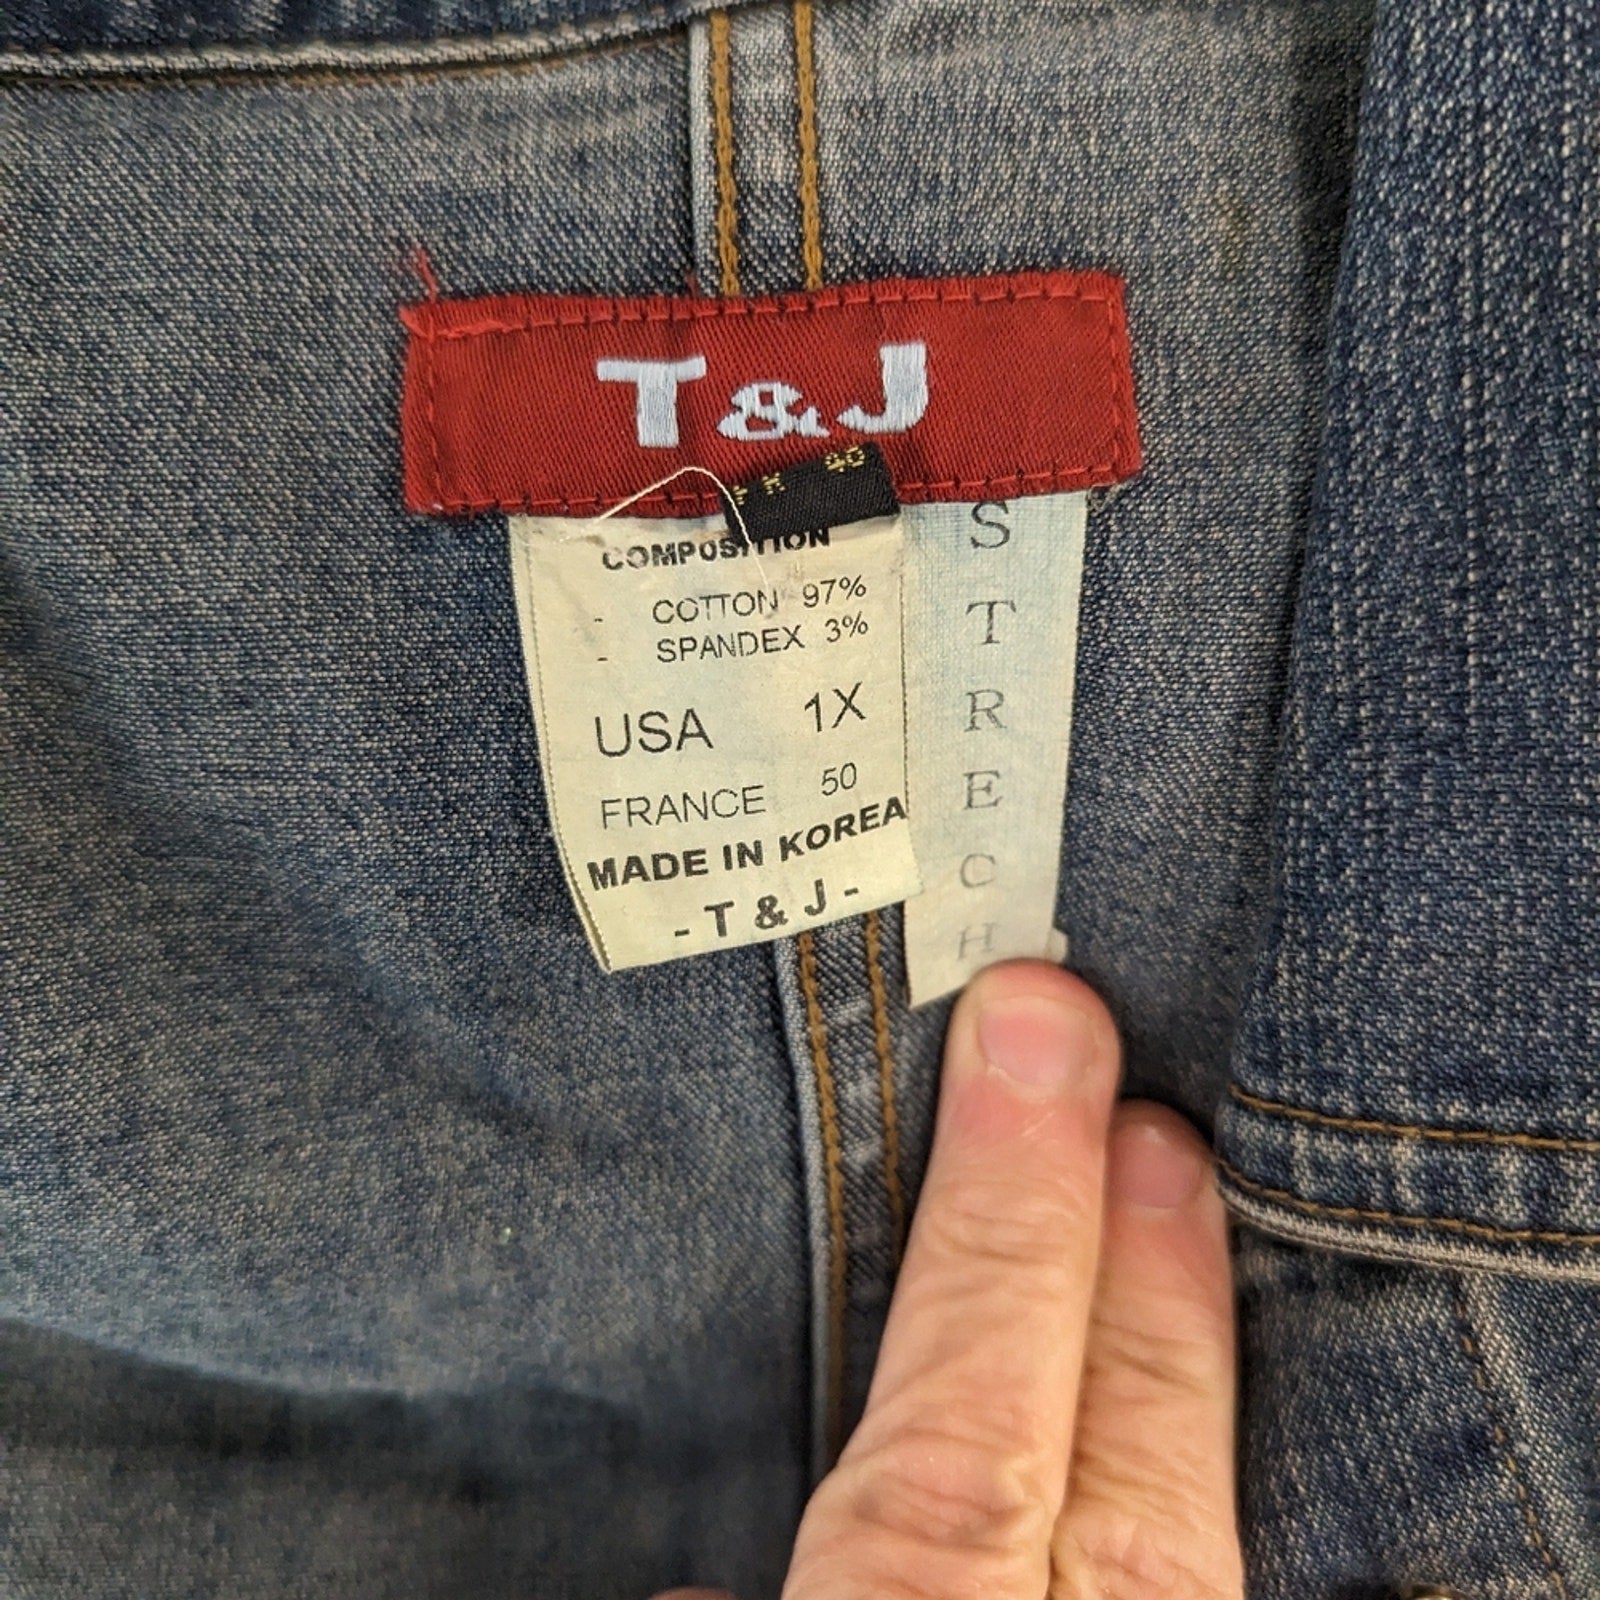 T & J
COMPOSITION
- COTTON 97%
- SPANDEX 3%
USA 1X
FRANCE 50
MADE IN KOREA
- T & J -
STRECH